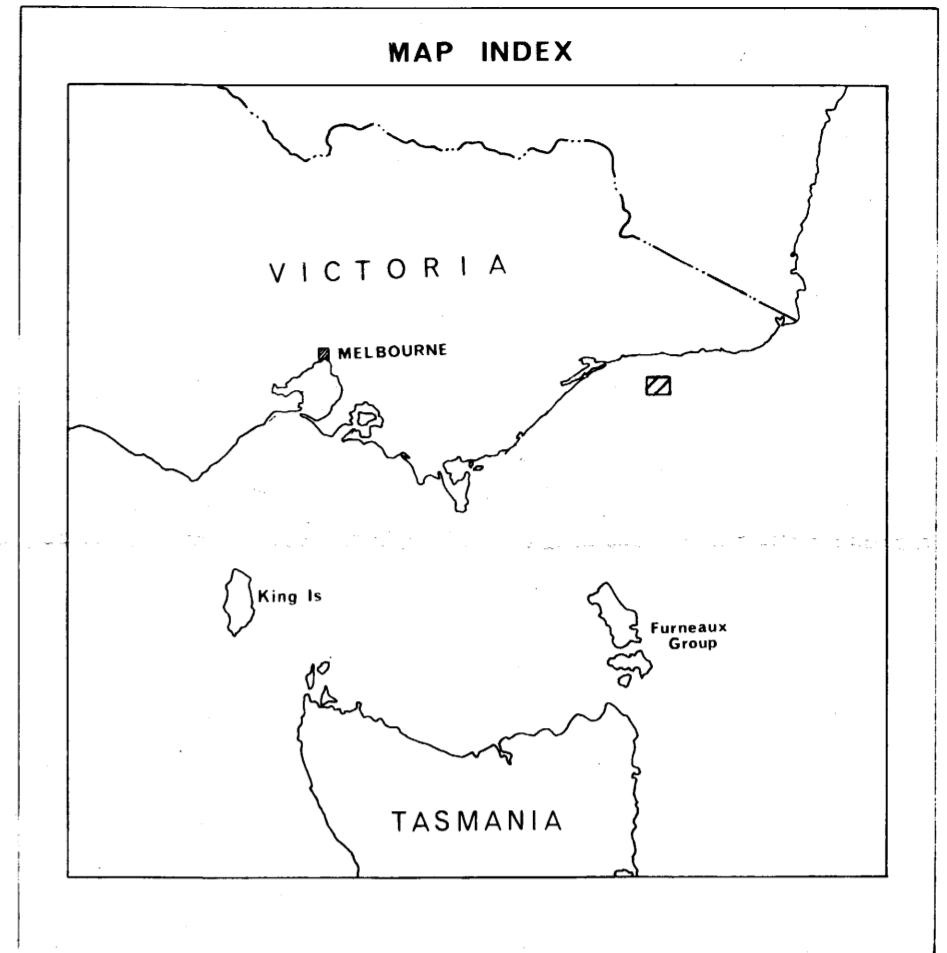 MAP INDEX
VICTORIA
MELBOURNE
King Is
Furneaux
Group
TASMANIA